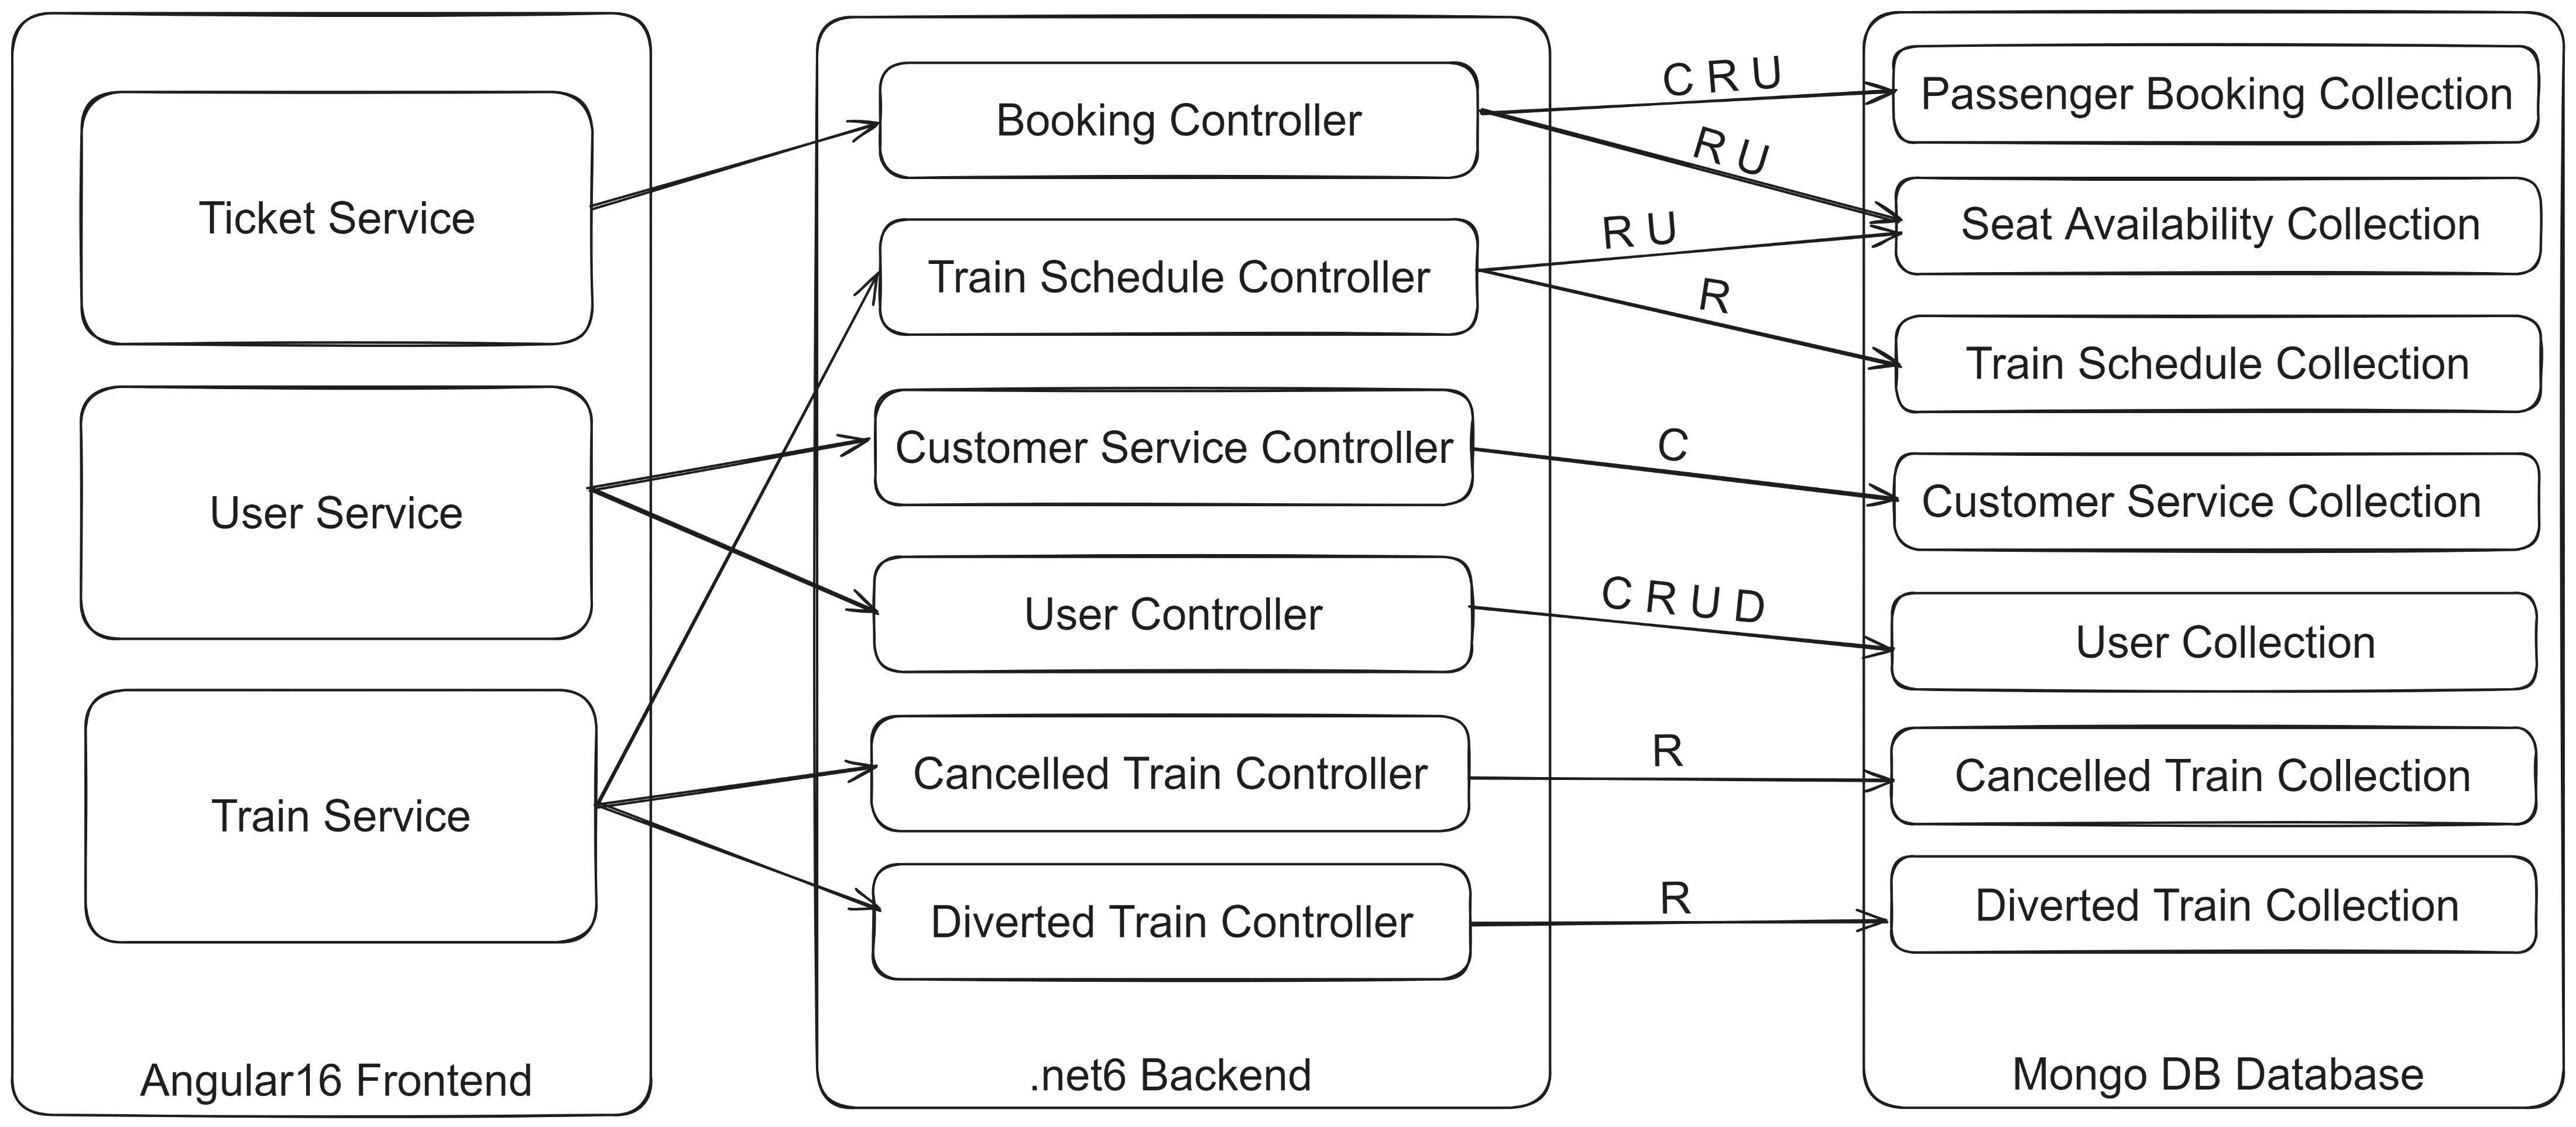 Ticket Service
User Service
Train Service
Angular16 Frontend
Booking Controller
Train Schedule Controller
Customer Service Controller
User Controller
Cancelled Train Controller
Diverted Train Controller
.net6 Backend
C R U
R U
R U
R
C
C R U D
R
R
Passenger Booking Collection
Seat Availability Collection
Train Schedule Collection
Customer Service Collection
User Collection
Cancelled Train Collection
Diverted Train Collection
Mongo DB Database